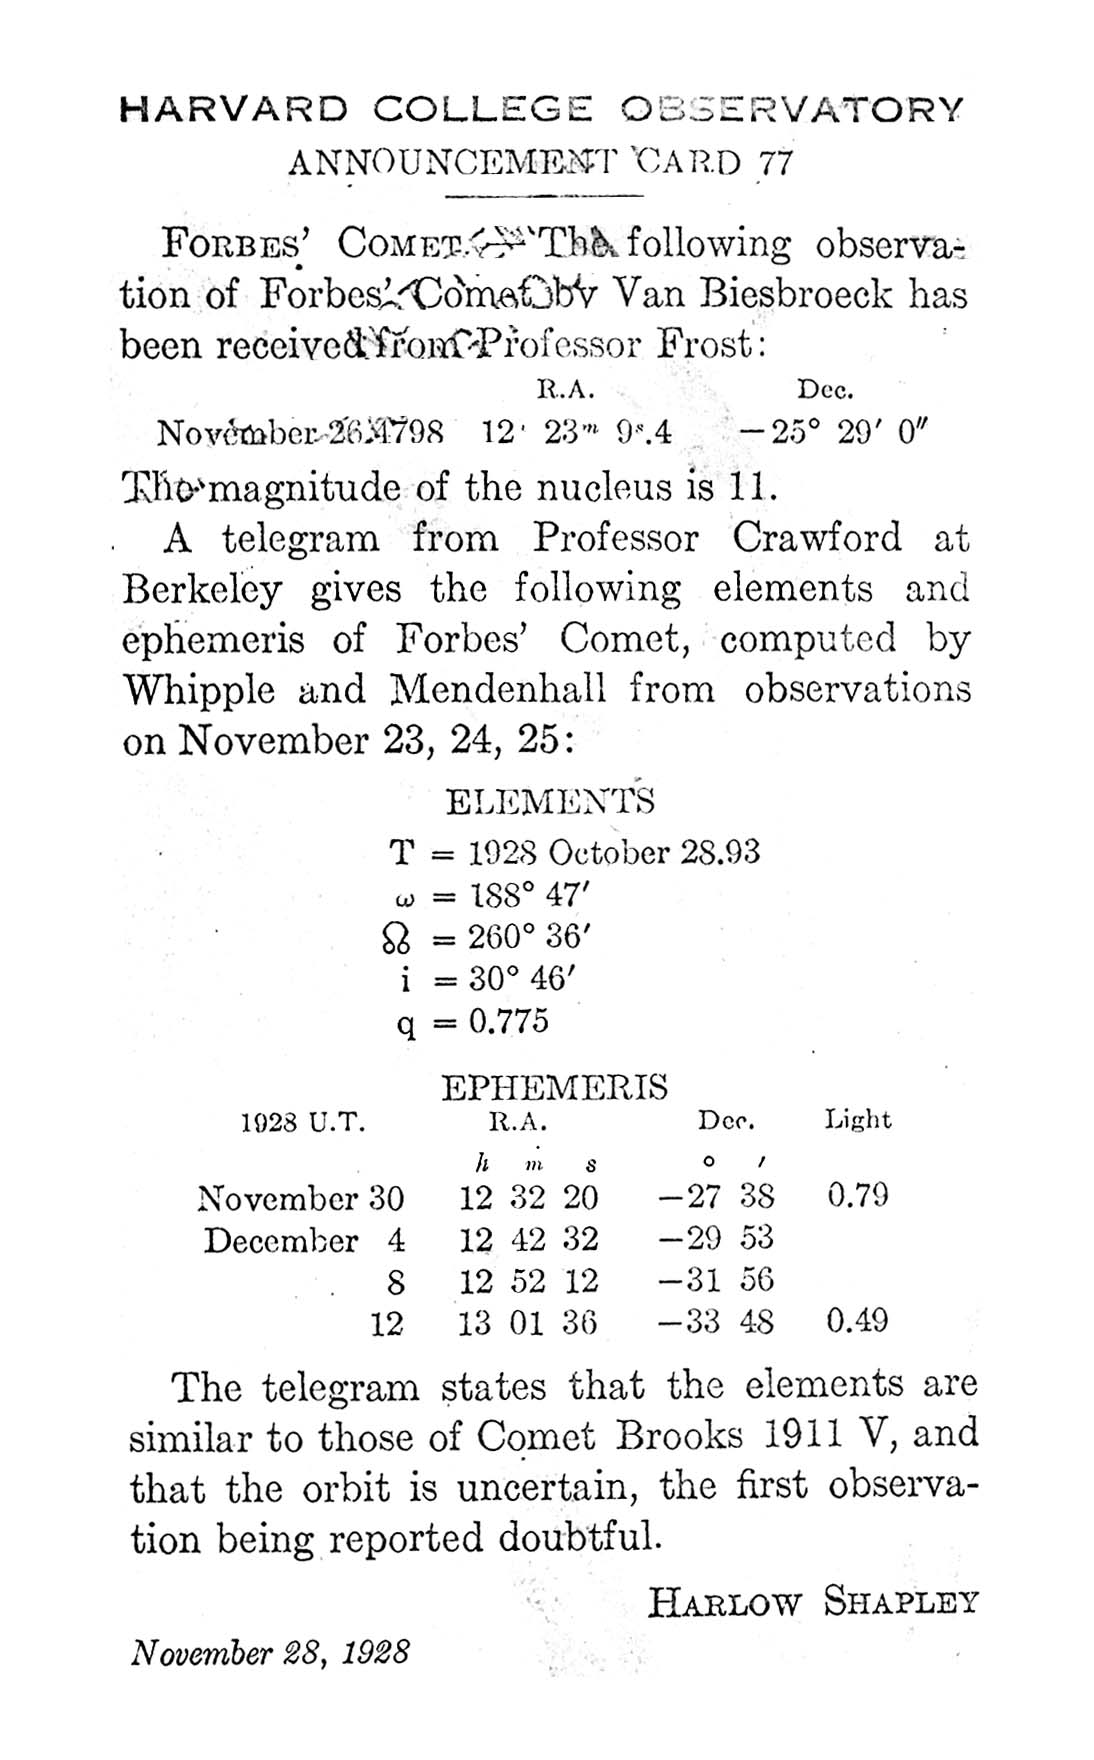 HARVARD COLLEGE OBSERVATORY
ANNOUNCEMENT CARD 77
FORBES' COMET.— The following observa-
tion of Forbes' Comet by Van Biesbroeck has
been received from Professor Frost:
R.A. Dec.
November 26.4798 12ʰ 23ᵐ 9ˢ.4 −25° 29′ 0″
The magnitude of the nucleus is 11.
A telegram from Professor Crawford at
Berkeley gives the following elements and
ephemeris of Forbes' Comet, computed by
Whipple and Mendenhall from observations
on November 23, 24, 25:
ELEMENTS
T = 1928 October 28.93
ω = 188° 47′
☊ = 260° 36′
i = 30° 46′
q = 0.775
EPHEMERIS
1928 U.T. R.A. Dec. Light
h m s ° ′
November 30 12 32 20 −27 38 0.79
December 4 12 42 32 −29 53
8 12 52 12 −31 56
12 13 01 36 −33 48 0.49
The telegram states that the elements are
similar to those of Comet Brooks 1911 V, and
that the orbit is uncertain, the first observa-
tion being reported doubtful.
HARLOW SHAPLEY
November 28, 1928